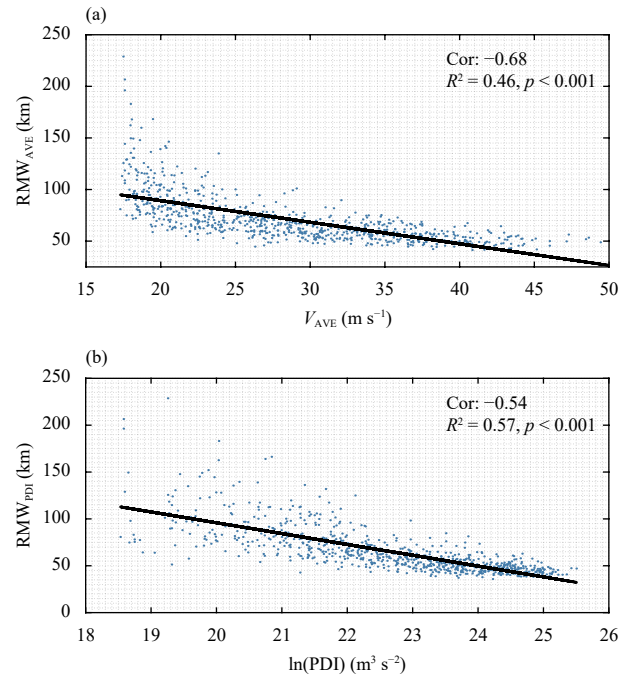 (a)
250
200
150
100
50
RMW_AVE (km)
Cor: −0.68
R² = 0.46, p < 0.001
15 20 25 30 35 40 45 50
V_AVE (m s⁻¹)
(b)
250
200
150
100
50
0
RMW_PDI (km)
Cor: −0.54
R² = 0.57, p < 0.001
18 19 20 21 22 23 24 25 26
ln(PDI) (m³ s⁻²)